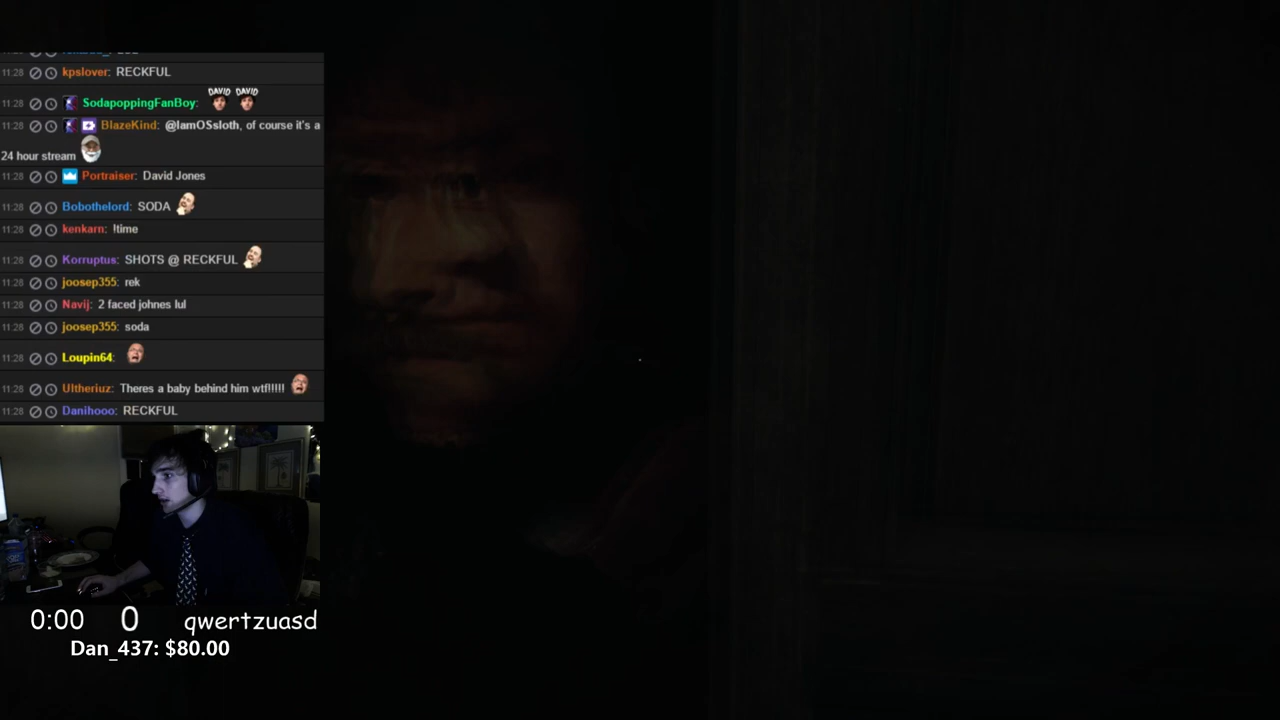 11:28 kpslover: RECKFUL
11:28 SodapoppingFanBoy: DAVID DAVID
11:28 BlazeKind: @IamOSsloth, of course it's a
24 hour stream
11:28 Portraiser: David Jones
11:28 Bobothelord: SODA
11:28 kenkarn: !time
11:28 Korruptus: SHOTS @ RECKFUL
11:28 joosep355: rek
11:28 Navij: 2 faced johnes lul
11:28 joosep355: soda
11:28 Loupin64:
11:28 Ultheriuz: Theres a baby behind him wtf!!!!!
11:28 Danihooo: RECKFUL
0:00 0 qwertzuasd
Dan_437: $80.00